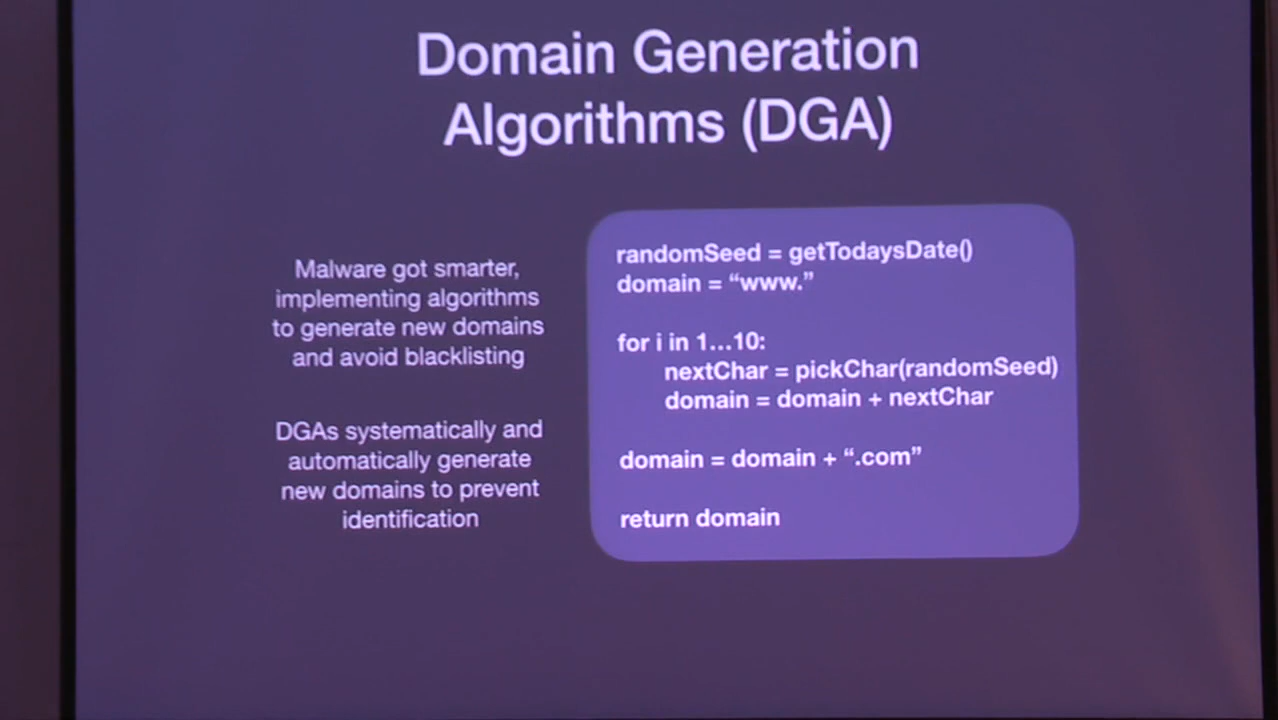 Domain Generation
Algorithms (DGA)
Malware got smarter,
implementing algorithms
to generate new domains
and avoid blacklisting
DGAs systematically and
automatically generate
new domains to prevent
identification
randomSeed = getTodaysDate()
domain = “www.”
for i in 1...10:
nextChar = pickChar(randomSeed)
domain = domain + nextChar
domain = domain + “.com”
return domain